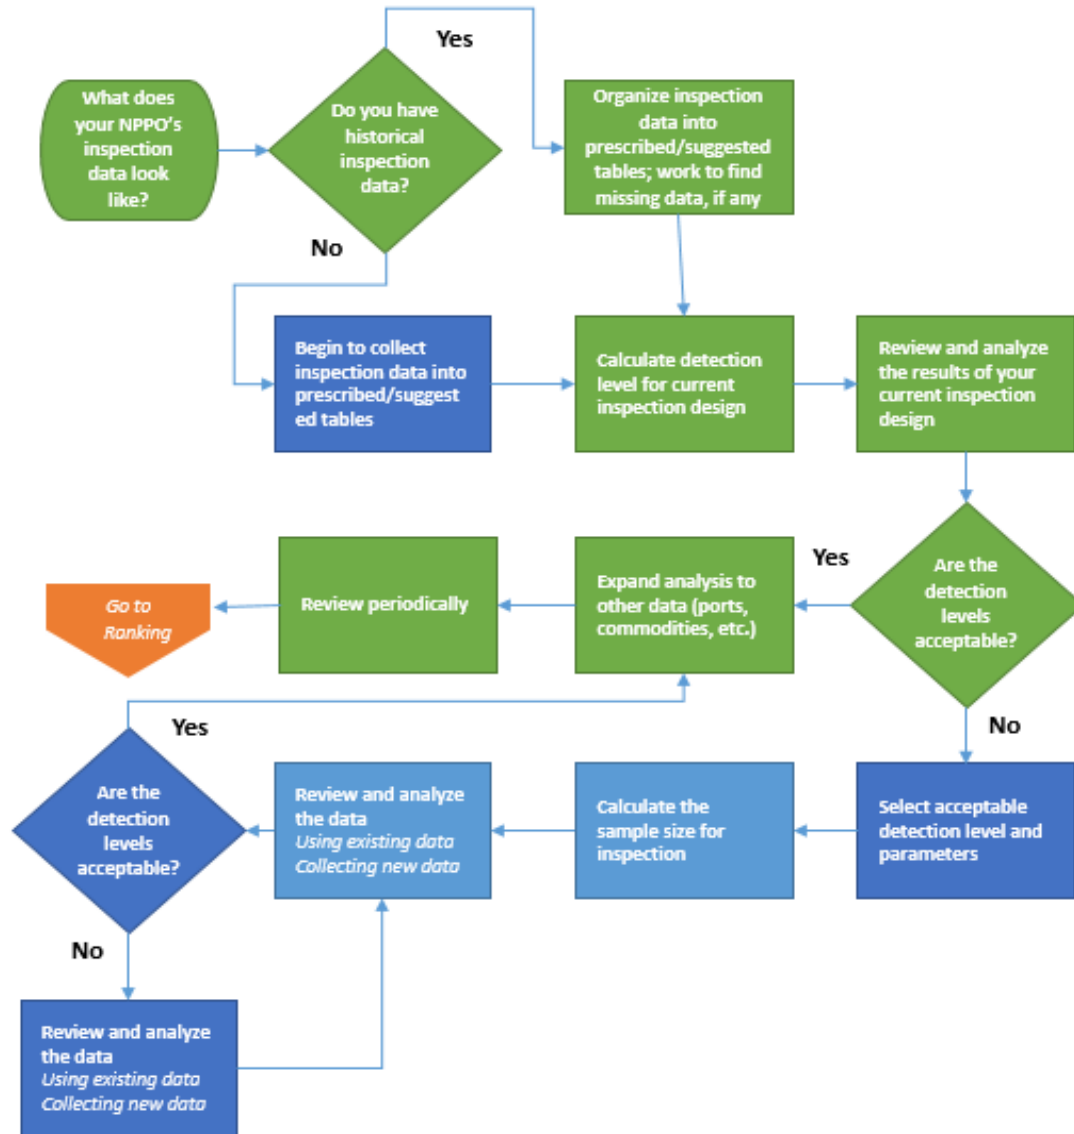 Yes
What does
your NPPO's
inspection
data look
like?
Do you have
historical
inspection
data?
Organize inspection
data into
prescribed/suggested
tables; work to find
missing data, if any
No
Begin to collect
inspection data into
prescribed/suggest
ed tables
Calculate detection
level for current
inspection design
Review and analyze
the results of your
current inspection
design
Yes
Are the
detection
levels
acceptable?
Expand analysis to
other data (ports,
commodities, etc.)
Review periodically
Go to
Ranking
No
Select acceptable
detection level and
parameters
Calculate the
sample size for
inspection
Review and analyze
the data
Using existing data
Collecting new data
Yes
Are the
detection
levels
acceptable?
No
Review and analyze
the data
Using existing data
Collecting new data